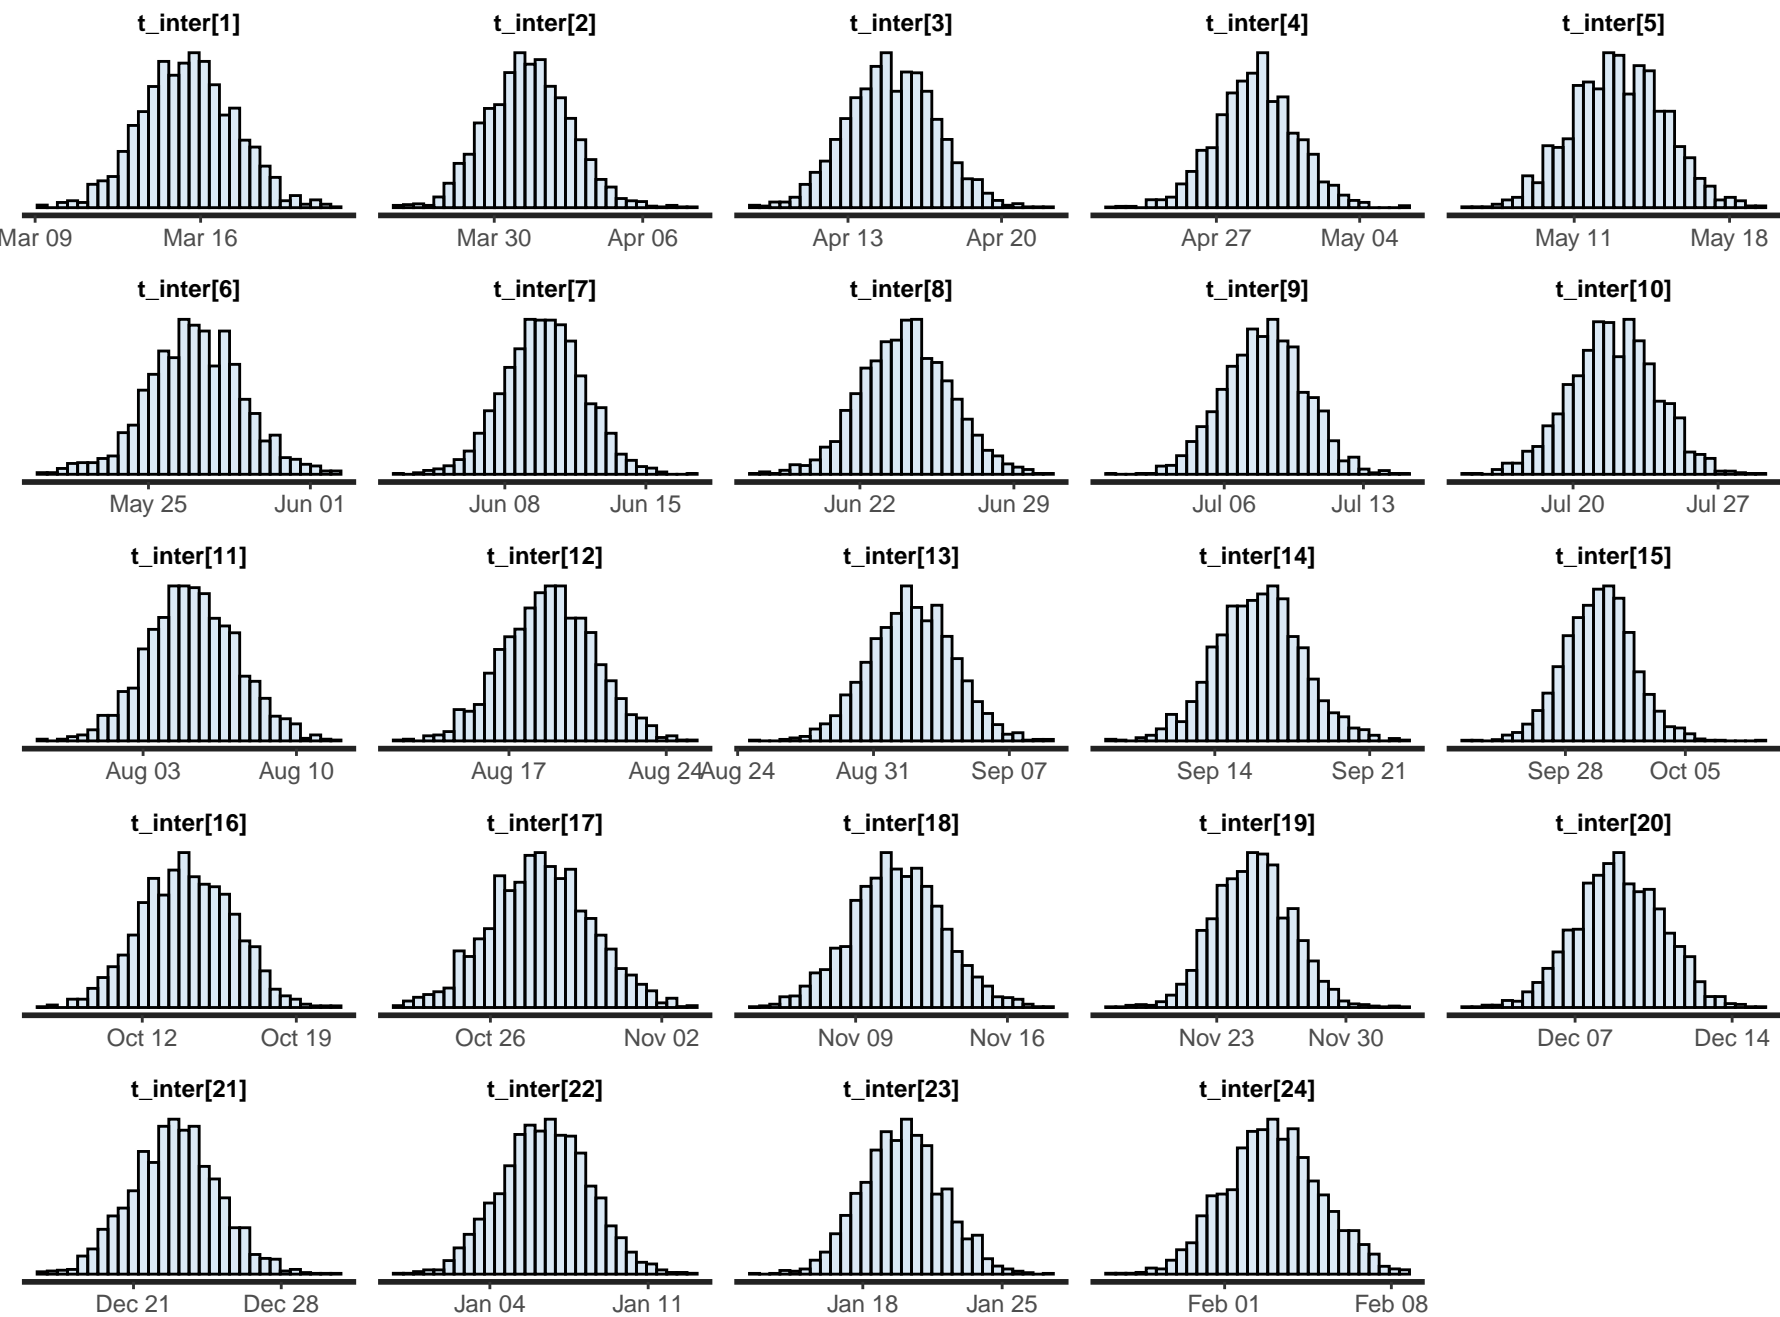 t_inter[1] t_inter[2] t_inter[3] t_inter[4] t_inter[5]
Mar 09 Mar 16 Mar 30 Apr 06 Apr 13 Apr 20 Apr 27 May 04 May 11 May 18
t_inter[6] t_inter[7] t_inter[8] t_inter[9] t_inter[10]
May 25 Jun 01 Jun 08 Jun 15 Jun 22 Jun 29 Jul 06 Jul 13 Jul 20 Jul 27
t_inter[11] t_inter[12] t_inter[13] t_inter[14] t_inter[15]
Aug 03 Aug 10 Aug 17 Aug 24 Aug 24 Aug 31 Sep 07 Sep 14 Sep 21 Sep 28 Oct 05
t_inter[16] t_inter[17] t_inter[18] t_inter[19] t_inter[20]
Oct 12 Oct 19 Oct 26 Nov 02 Nov 09 Nov 16 Nov 23 Nov 30 Dec 07 Dec 14
t_inter[21] t_inter[22] t_inter[23] t_inter[24]
Dec 21 Dec 28 Jan 04 Jan 11 Jan 18 Jan 25 Feb 01 Feb 08